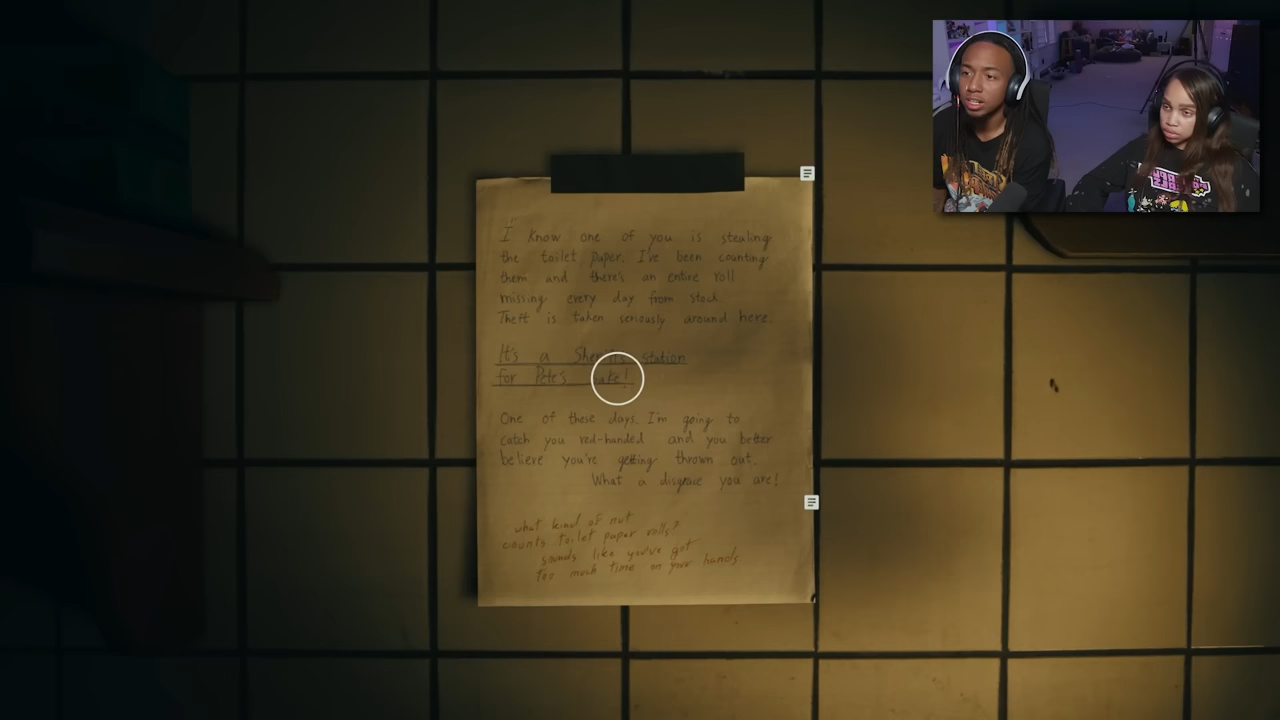 I know one of you is stealing
the toilet paper. I've been counting
them and there's an entire roll
missing every day from stock.
Theft is taken seriously around here.
It's a Sheriff's station
for Pete's sake!
One of these days, I'm going to
catch you red-handed and you better
believe you're getting thrown out.
What a disgrace you are!
what kind of nut
counts toilet paper rolls?
sounds like you've got
too much time on your hands.